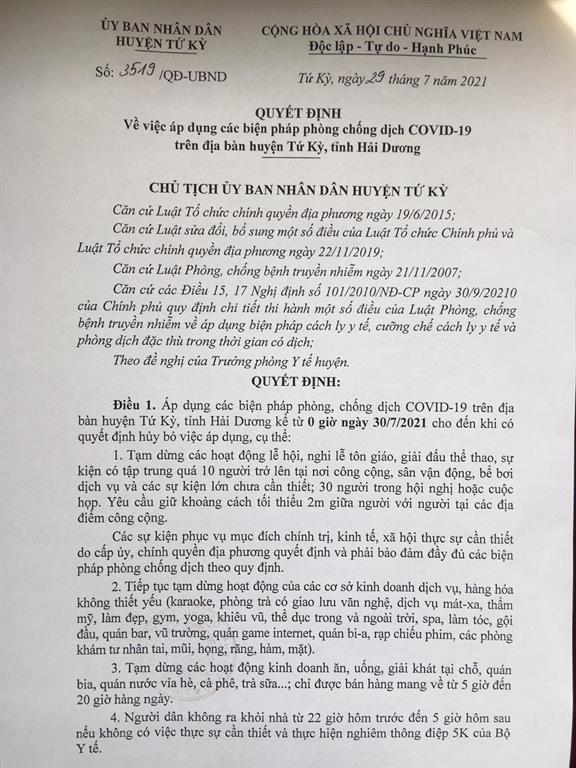 ỦY BAN NHÂN DÂN
HUYỆN TỨ KỲ
CỘNG HÒA XÃ HỘI CHỦ NGHĨA VIỆT NAM
Độc lập - Tự do - Hạnh Phúc
Số: 3519/QĐ-UBND
Tứ Kỳ, ngày 29 tháng 7 năm 2021
QUYẾT ĐỊNH
Về việc áp dụng các biện pháp phòng chống dịch COVID-19
trên địa bàn huyện Tứ Kỳ, tỉnh Hải Dương
CHỦ TỊCH ỦY BAN NHÂN DÂN HUYỆN TỨ KỲ
Căn cứ Luật Tổ chức chính quyền địa phương ngày 19/6/2015;
Căn cứ Luật sửa đổi, bổ sung một số điều của Luật Tổ chức Chính phủ và
Luật Tổ chức chính quyền địa phương ngày 22/11/2019;
Căn cứ Luật Phòng, chống bệnh truyền nhiễm ngày 21/11/2007;
Căn cứ các Điều 15, 17 Nghị định số 101/2010/NĐ-CP ngày 30/9/20210
của Chính phủ quy định chi tiết thi hành một số điều của Luật Phòng, chống
bệnh truyền nhiễm về áp dụng biện pháp cách ly y tế, cưỡng chế cách ly y tế và
phòng dịch đặc thù trong thời gian có dịch;
Theo đề nghị của Trưởng phòng Y tế huyện.
QUYẾT ĐỊNH:
Điều 1. Áp dụng các biện pháp phòng, chống dịch COVID-19 trên địa
bàn huyện Tứ Kỳ, tỉnh Hải Dương kể từ 0 giờ ngày 30/7/2021 cho đến khi có
quyết định hủy bỏ việc áp dụng, cụ thể:
1. Tạm dừng các hoạt động lễ hội, nghi lễ tôn giáo, giải đấu thể thao, sự
kiện có tập trung quá 10 người trở lên tại nơi công cộng, sân vận động, bể bơi
dịch vụ và các sự kiện lớn chưa cần thiết; 30 người trong hội nghị hoặc cuộc
họp. Yêu cầu giữ khoảng cách tối thiểu 2m giữa người với người tại các địa
điểm công cộng.
Các sự kiện phục vụ mục đích chính trị, kinh tế, xã hội thực sự cần thiết
do cấp ủy, chính quyền địa phương quyết định và phải bảo đảm đầy đủ các biện
pháp phòng chống dịch theo quy định.
2. Tiếp tục tạm dừng hoạt động của các cơ sở kinh doanh dịch vụ, hàng hóa
không thiết yếu (karaoke, phòng trà có giao lưu văn nghệ, dịch vụ mát-xa, thẩm
mỹ, làm đẹp, gym, yoga, khiêu vũ, thể dục trong và ngoài trời, spa, làm tóc, gội
đầu, quán bar, vũ trường, quán game internet, quán bi-a, rạp chiếu phim, các phòng
khám tư nhân tai, mũi, họng, răng, hàm, mặt).
3. Tạm dừng các hoạt động kinh doanh ăn, uống, giải khát tại chỗ, quán
bia, quán nước vỉa hè, cà phê, trà sữa...; chỉ được bán hàng mang về từ 5 giờ đến
20 giờ hàng ngày.
4. Người dân không ra khỏi nhà từ 22 giờ hôm trước đến 5 giờ hôm sau
nếu không có việc thực sự cần thiết và thực hiện nghiêm thông điệp 5K của Bộ
Y tế.